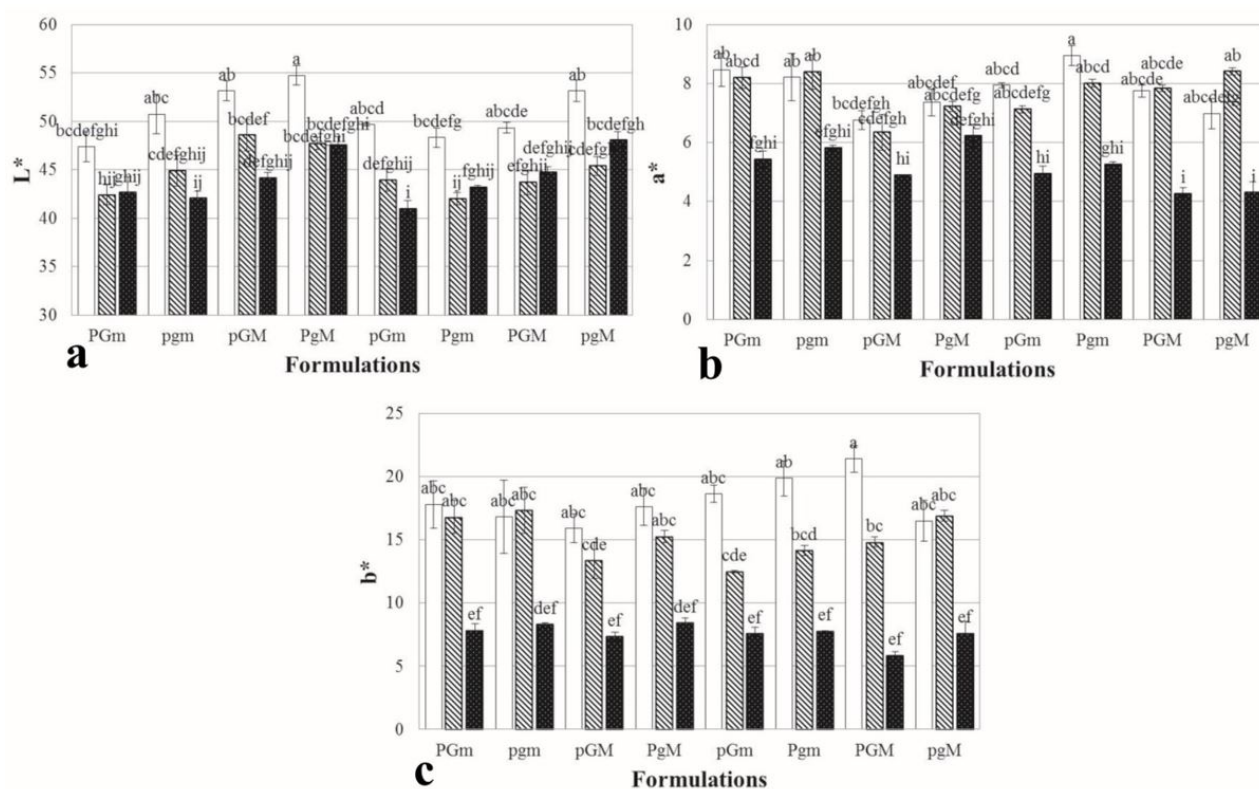 60
55
50
45
40
35
30
L*
bcdefghi
hij
ghij
abc
cdefghij
ij
ab
bcdef
defghij
a
bcdefghij
bcdefghi
abcd
defghij
i
bcdefg
ij
fghij
abcde
efghij
defghij
ab
cdefghij
bcdefgh
PGm pgm pGM PgM pGm Pgm PGM pgM
Formulations
a
10
8
6
4
2
0
a*
ab
abcd
fghi
ab
ab
efghi
bcdefgh
abcdefgh
hi
abcdef
abcdefg
defghi
abcd
abcdefg
hi
a
abcd
ghi
abcde
abcde
i
abcdefg
ab
i
PGm pgm pGM PgM pGm Pgm PGM pgM
Formulations
b
25
20
15
10
5
0
b*
abc
abc
ef
abc
abc
def
abc
cde
ef
abc
abc
def
abc
cde
ef
ab
bcd
ef
a
bc
ef
abc
abc
ef
PGm pgm pGM PgM pGm Pgm PGM pgM
Formulations
c